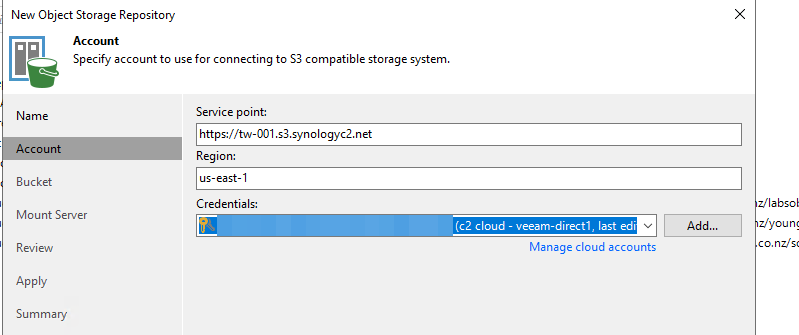 New Object Storage Repository
Account
Specify account to use for connecting to S3 compatible storage system.
Name
Account
Bucket
Mount Server
Review
Apply
Summary
Service point:
https://tw-001.s3.synologyc2.net
Region:
us-east-1
Credentials:
(c2 cloud - veeam-direct1, last edi
Add...
Manage cloud accounts
nz/labsob
nz/young
.co.nz/sc